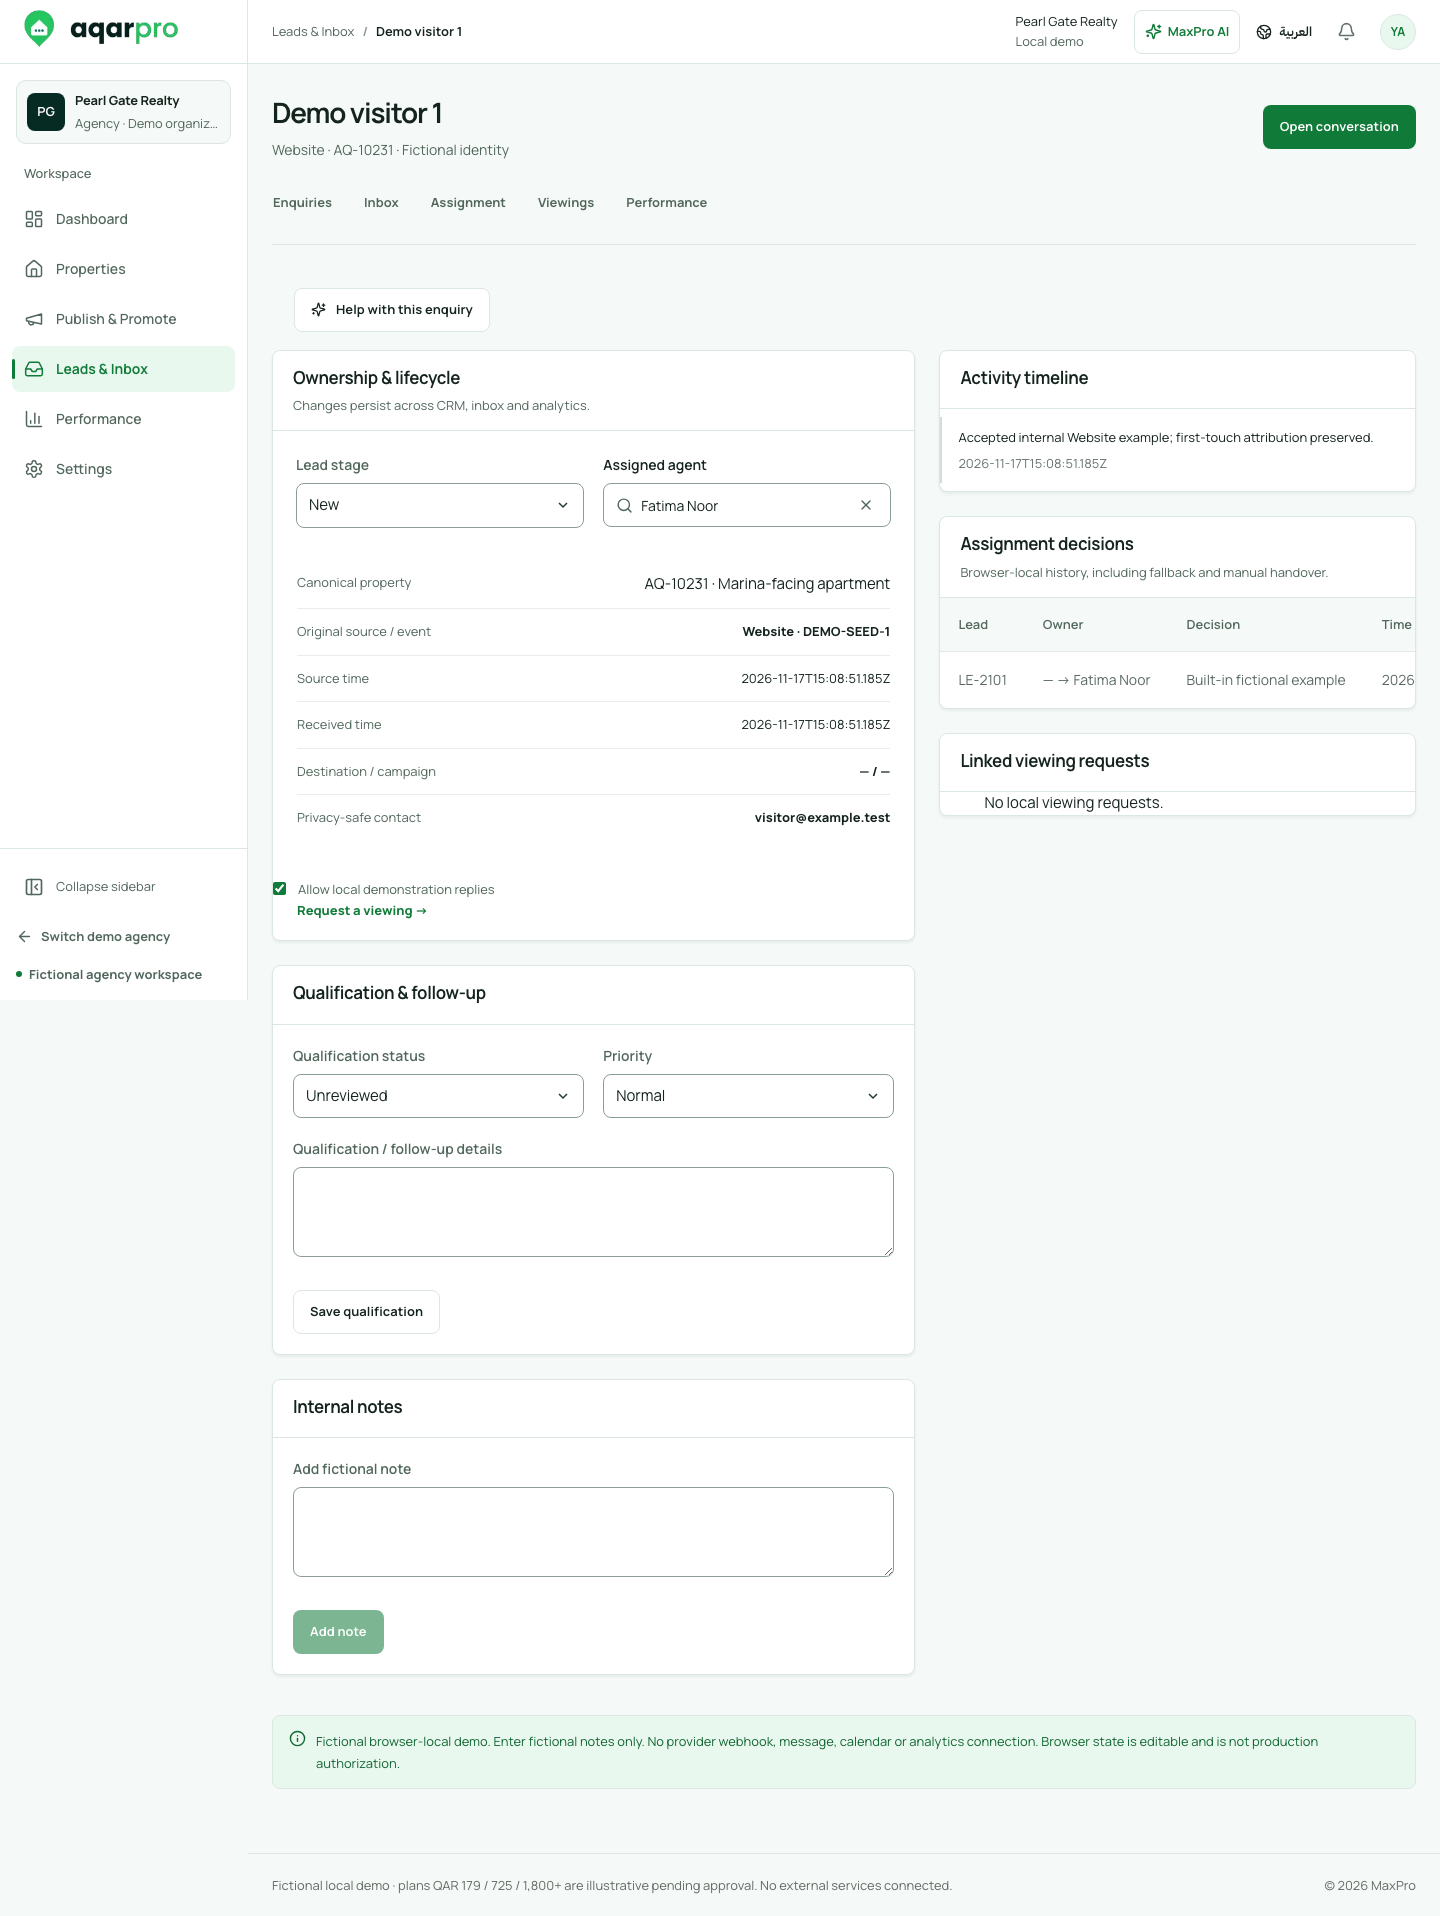 aqarpro
Leads & Inbox / Demo visitor 1
Pearl Gate Realty
Local demo
MaxPro AI
العربية
YA
PG
Pearl Gate Realty
Agency · Demo organiz...
Workspace
Dashboard
Properties
Publish & Promote
Leads & Inbox
Performance
Settings
Collapse sidebar
Switch demo agency
Fictional agency workspace
Demo visitor 1
Website · AQ-10231 · Fictional identity
Open conversation
Enquiries
Inbox
Assignment
Viewings
Performance
Help with this enquiry
Ownership & lifecycle
Changes persist across CRM, inbox and analytics.
Lead stage
New
Assigned agent
Fatima Noor
Canonical property
AQ-10231 · Marina-facing apartment
Original source / event
Website · DEMO-SEED-1
Source time
2026-11-17T15:08:51.185Z
Received time
2026-11-17T15:08:51.185Z
Destination / campaign
— / —
Privacy-safe contact
visitor@example.test
Allow local demonstration replies
Request a viewing →
Qualification & follow-up
Qualification status
Unreviewed
Priority
Normal
Qualification / follow-up details
Save qualification
Internal notes
Add fictional note
Add note
Activity timeline
Accepted internal Website example; first-touch attribution preserved.
2026-11-17T15:08:51.185Z
Assignment decisions
Browser-local history, including fallback and manual handover.
Lead Owner Decision Time
LE-2101 — → Fatima Noor Built-in fictional example 2026
Linked viewing requests
No local viewing requests.
Fictional browser-local demo. Enter fictional notes only. No provider webhook, message, calendar or analytics connection. Browser state is editable and is not production
authorization.
Fictional local demo · plans QAR 179 / 725 / 1,800+ are illustrative pending approval. No external services connected.
© 2026 MaxPro